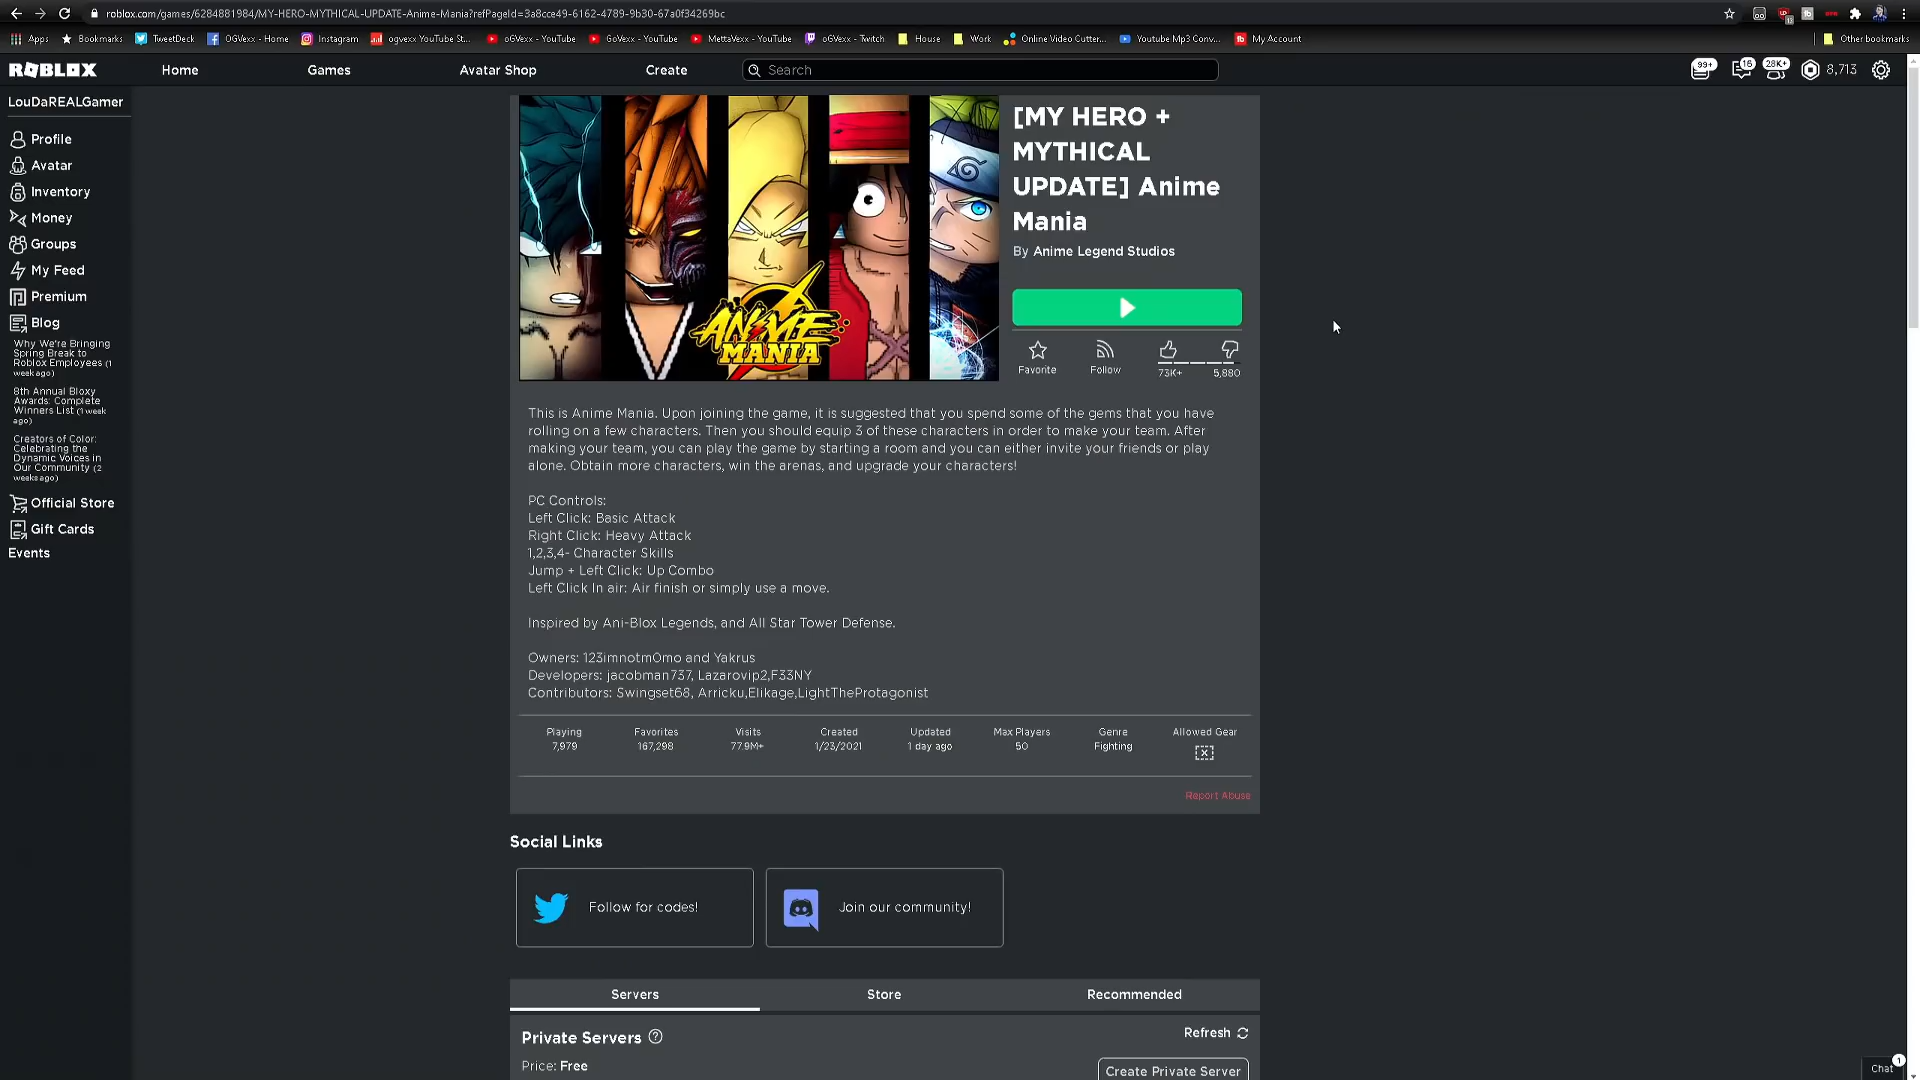 roblox.com/games/6284881984/MY-HERO-MYTHICAL-UPDATE-Anime-Mania?refPageId=3a8cce49-6162-4789-9b30-67a0f34269bc
Apps Bookmarks TweetDeck OGVexx - Home Instagram ogvexx YouTube St... oGVexx - YouTube GoVexx - YouTube MettaVexx - YouTube oGVexx - Twitch House Work Online Video Cutter... Youtube Mp3 Conv... My Account Other bookmarks
ROBLOX Home Games Avatar Shop Create Search 99+ 16 28K+ 8,713
LouDaREALGamer
Profile
Avatar
Inventory
Money
Groups
My Feed
Premium
Blog
Why We're Bringing
Spring Break to
Roblox Employees (1
week ago)
8th Annual Bloxy
Awards: Complete
Winners List (1 week
ago)
Creators of Color:
Celebrating the
Dynamic Voices in
Our Community (2
weeks ago)
Official Store
Gift Cards
Events
ANIME
MANIA
[MY HERO +
MYTHICAL
UPDATE] Anime
Mania
By Anime Legend Studios
Favorite Follow 73K+ 5,880
This is Anime Mania. Upon joining the game, it is suggested that you spend some of the gems that you have
rolling on a few characters. Then you should equip 3 of these characters in order to make your team. After
making your team, you can play the game by starting a room and you can either invite your friends or play
alone. Obtain more characters, win the arenas, and upgrade your characters!
PC Controls:
Left Click: Basic Attack
Right Click: Heavy Attack
1,2,3,4- Character Skills
Jump + Left Click: Up Combo
Left Click In air: Air finish or simply use a move.
Inspired by Ani-Blox Legends, and All Star Tower Defense.
Owners: 123imnotm0mo and Yakrus
Developers: jacobman737, Lazarovip2,F33NY
Contributors: Swingset68, Arricku,Elikage,LightTheProtagonist
Playing Favorites Visits Created Updated Max Players Genre Allowed Gear
7,979 167,298 77.9M+ 1/23/2021 1 day ago 50 Fighting
Report Abuse
Social Links
Follow for codes! Join our community!
Servers Store Recommended
Private Servers Refresh
Price: Free
Create Private Server
Chat 1